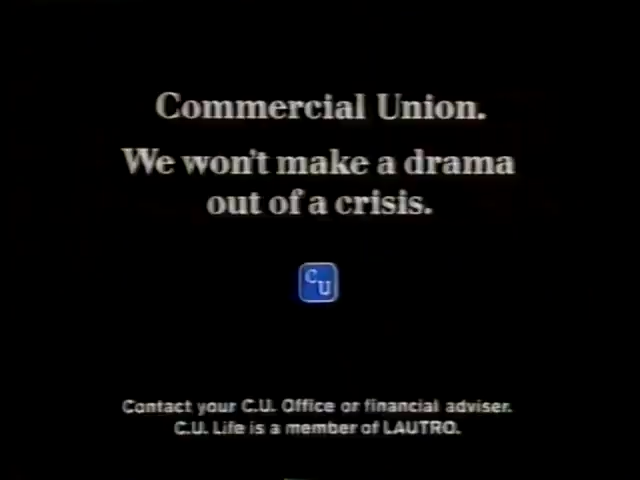 Commercial Union.
We won't make a drama
out of a crisis.
CU
Contact your C.U. Office or financial adviser.
C.U. Life is a member of LAUTRO.